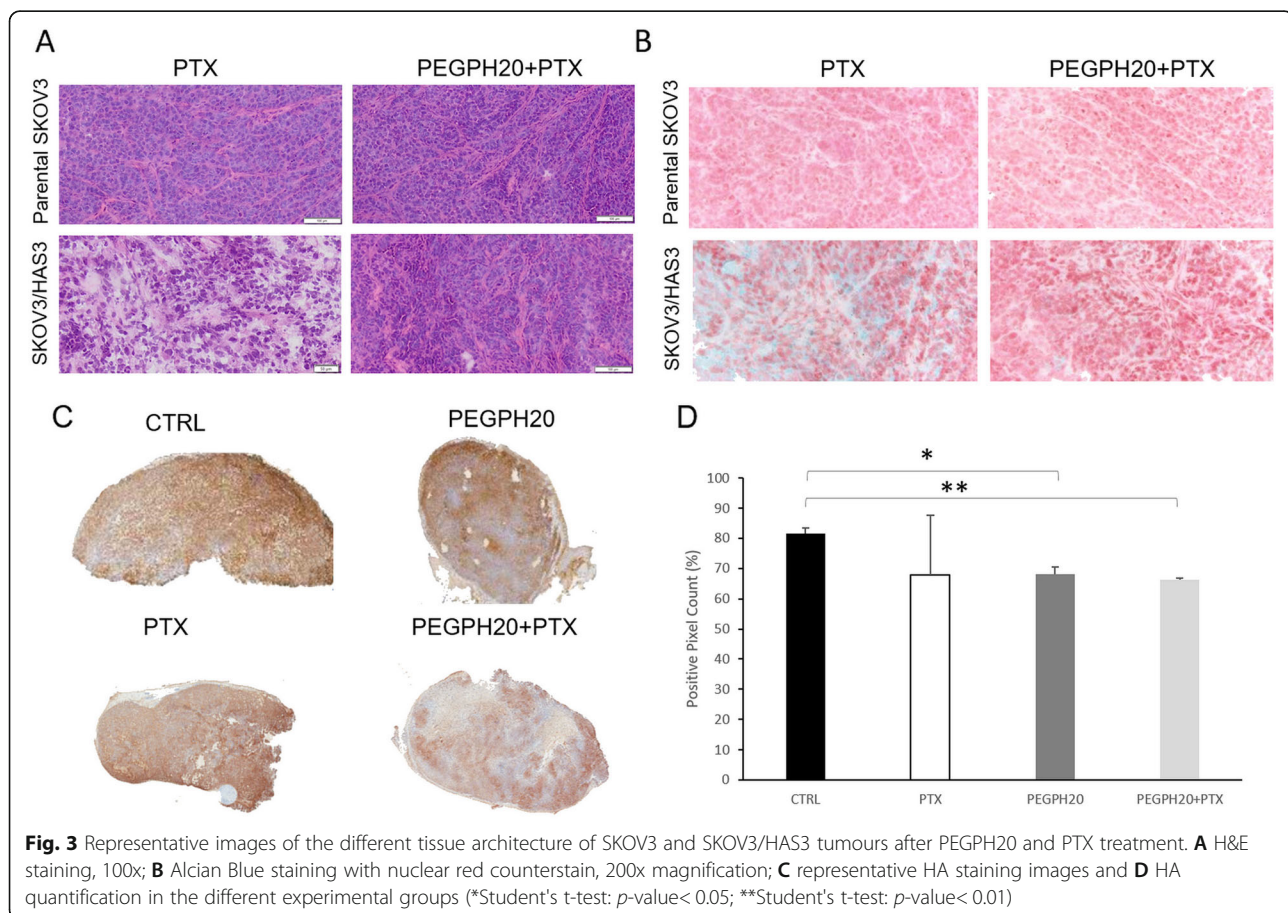 A
PTX
PEGPH20+PTX
Parental SKOV3
SKOV3/HAS3
B
PTX
PEGPH20+PTX
Parental SKOV3
SKOV3/HAS3
C
CTRL
PEGPH20
PTX
PEGPH20+PTX
D
*
**
Positive Pixel Count (%)
100
90
80
70
60
50
40
30
20
10
0
CTRL
PTX
PEGPH20
PEGPH20+PTX
Fig. 3 Representative images of the different tissue architecture of SKOV3 and SKOV3/HAS3 tumours after PEGPH20 and PTX treatment. A H&E
staining, 100x; B Alcian Blue staining with nuclear red counterstain, 200x magnification; C representative HA staining images and D HA
quantification in the different experimental groups (*Student's t-test: p-value< 0.05; **Student's t-test: p-value< 0.01)